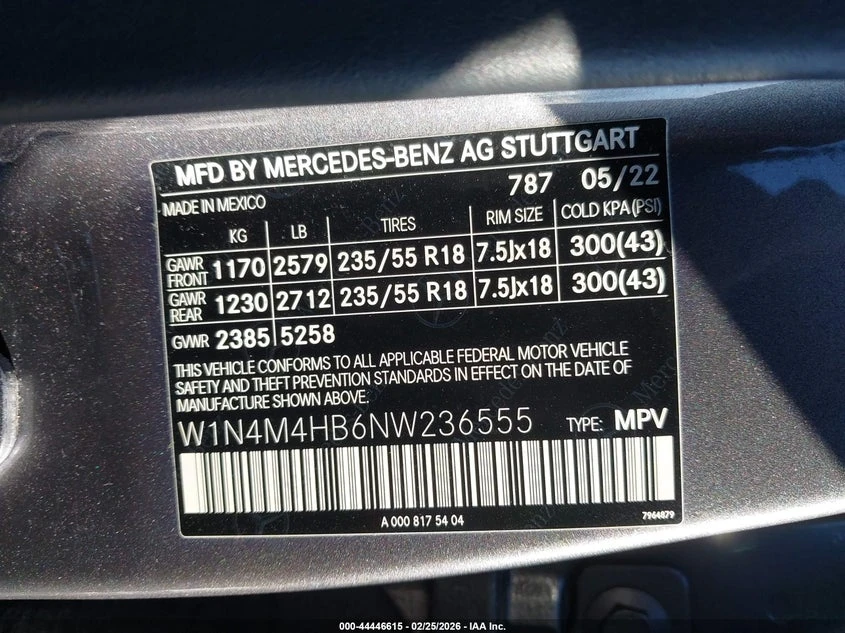 MFD BY MERCEDES-BENZ AG STUTTGART
787 05/22
MADE IN MEXICO
KG LB TIRES RIM SIZE COLD KPA(PSI)
GAWR FRONT 1170 2579 235/55 R18 7.5Jx18 300(43)
GAWR REAR 1230 2712 235/55 R18 7.5Jx18 300(43)
GVWR 2385 5258
THIS VEHICLE CONFORMS TO ALL APPLICABLE FEDERAL MOTOR VEHICLE
SAFETY AND THEFT PREVENTION STANDARDS IN EFFECT ON THE DATE OF
MANUFACTURE SHOWN ABOVE.
W1N4M4HB6NW236555 TYPE: MPV
A 000 817 54 04 7964879
000-44446615 - 02/25/2026 - IAA Inc.